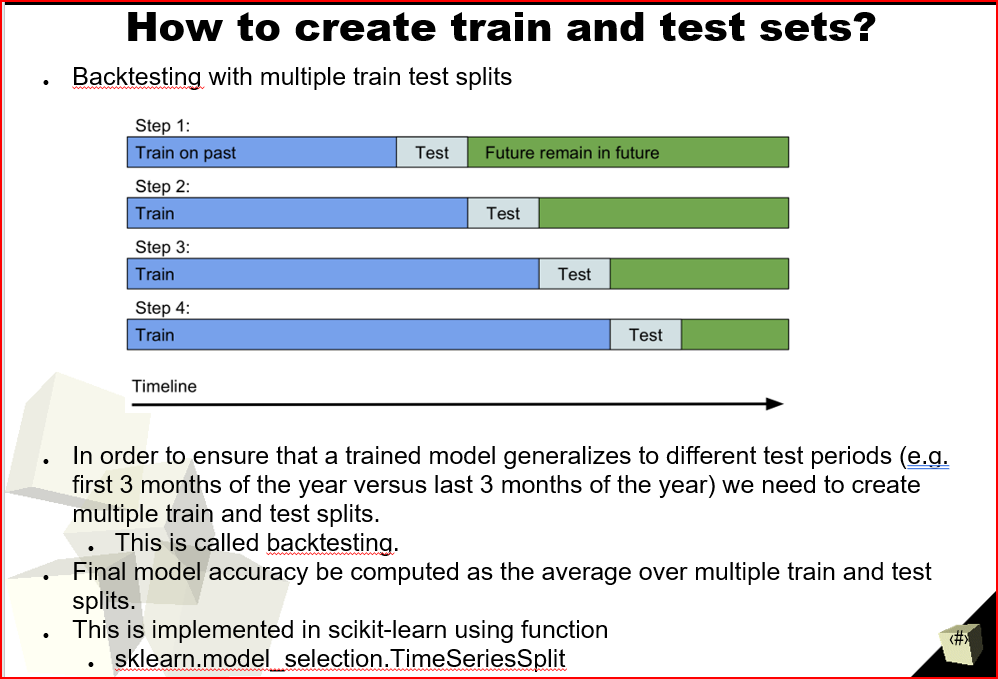 How to create train and test sets?
• Backtesting with multiple train test splits
Step 1:
Train on past Test Future remain in future
Step 2:
Train Test
Step 3:
Train Test
Step 4:
Train Test
Timeline
• In order to ensure that a trained model generalizes to different test periods (e.g.
first 3 months of the year versus last 3 months of the year) we need to create
multiple train and test splits.
• This is called backtesting.
• Final model accuracy be computed as the average over multiple train and test
splits.
• This is implemented in scikit-learn using function
• sklearn.model_selection.TimeSeriesSplit
‹#›